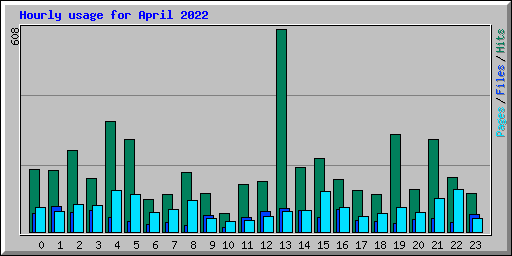 Hourly usage for April 2022
608
Pages/Files/Hits
0 1 2 3 4 5 6 7 8 9 10 11 12 13 14 15 16 17 18 19 20 21 22 23